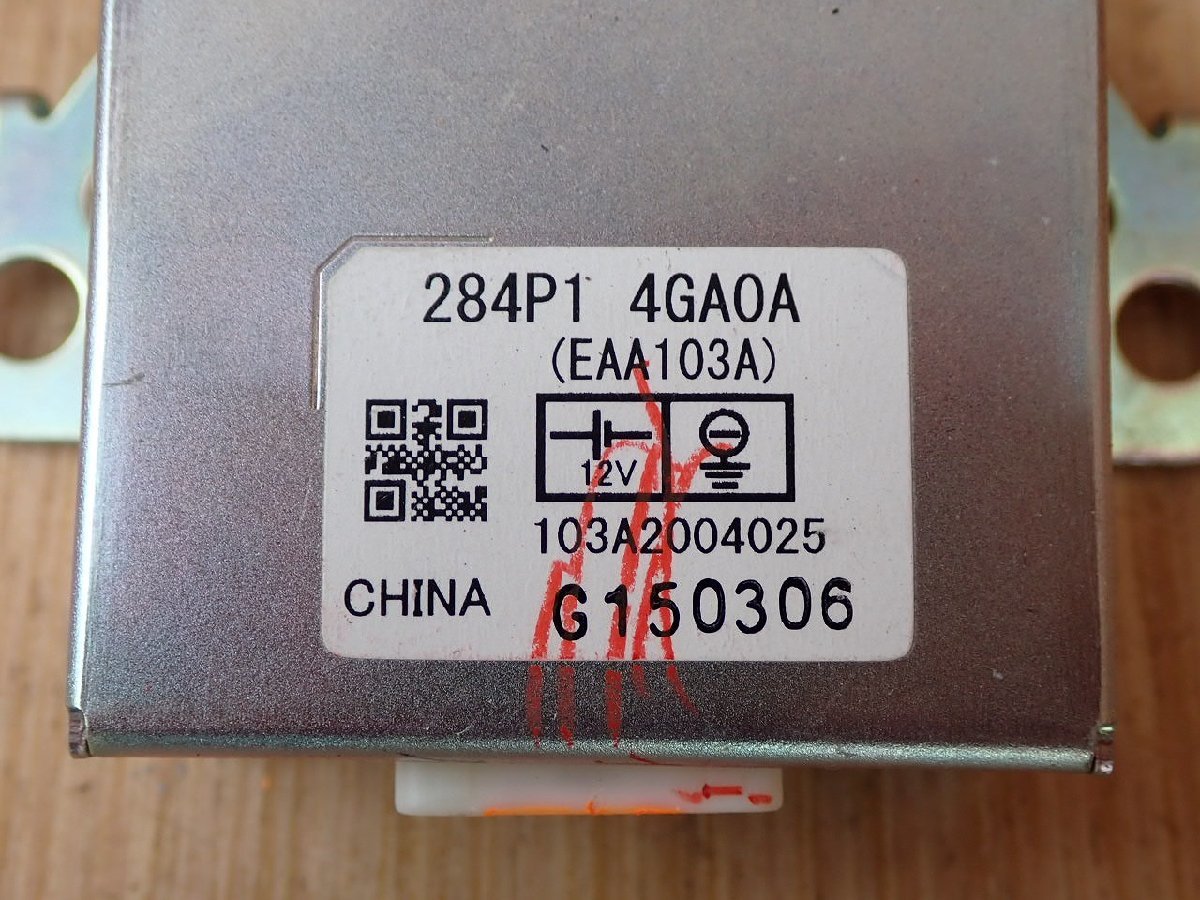 284P1 4GA0A
(EAA103A)
12V
103A2004025
CHINA
G150306